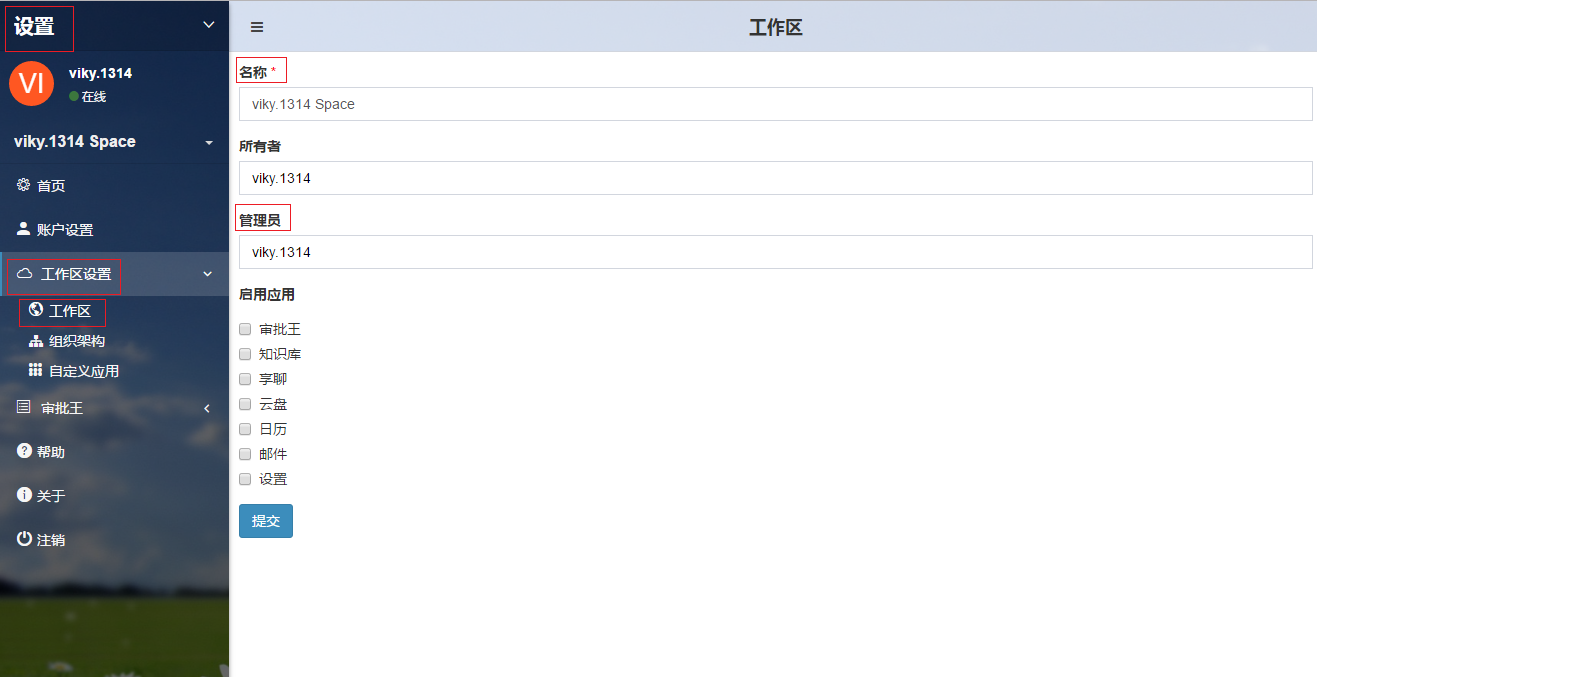 设置
VI
viky.1314
在线
viky.1314 Space
首页
账户设置
工作区设置
工作区
组织架构
自定义应用
审批王
帮助
关于
注销
工作区
名称 *
viky.1314 Space
所有者
viky.1314
管理员
viky.1314
启用应用
审批王
知识库
享聊
云盘
日历
邮件
设置
提交